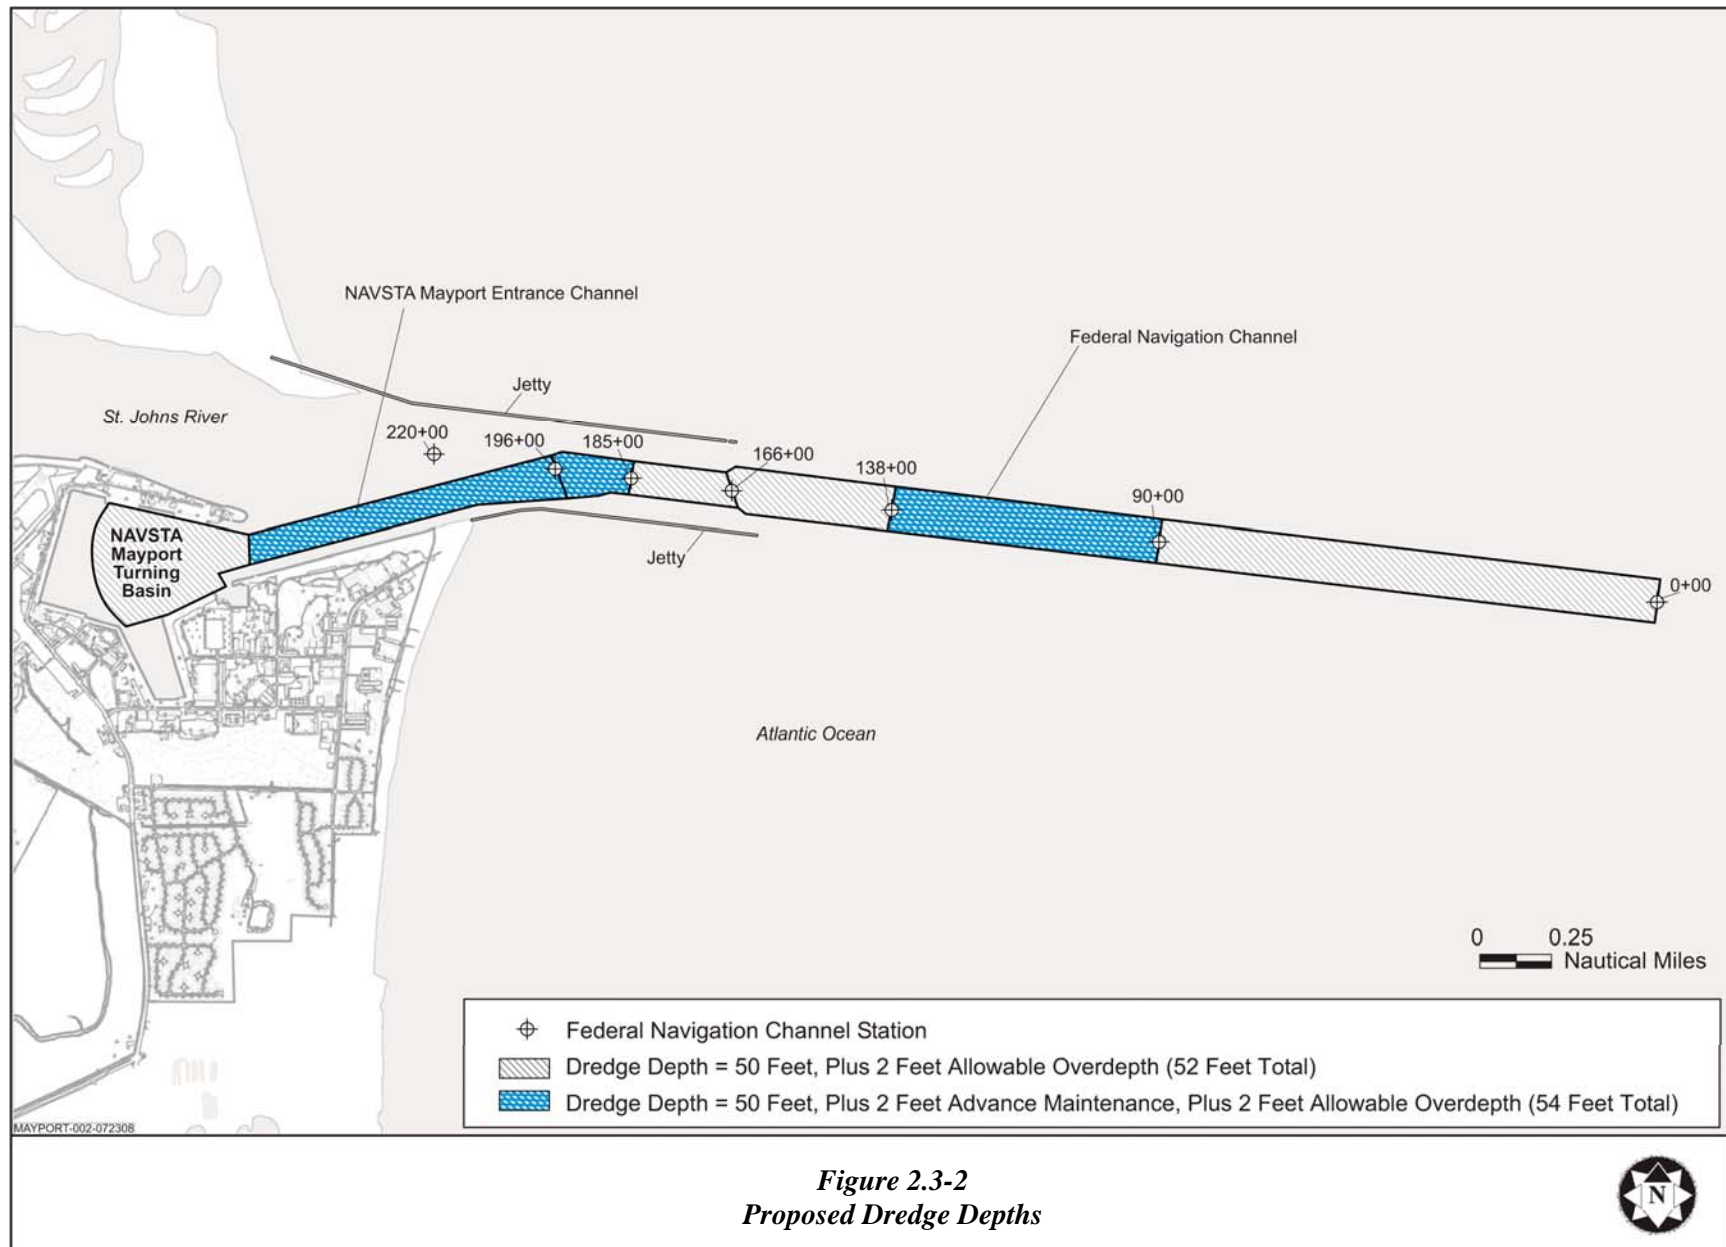 NAVSTA Mayport Entrance Channel
Federal Navigation Channel
Jetty
St. Johns River
220+00
196+00
185+00
166+00
138+00
90+00
0+00
NAVSTA
Mayport
Turning
Basin
Jetty
Atlantic Ocean
0 0.25
Nautical Miles
Federal Navigation Channel Station
Dredge Depth = 50 Feet, Plus 2 Feet Allowable Overdepth (52 Feet Total)
Dredge Depth = 50 Feet, Plus 2 Feet Advance Maintenance, Plus 2 Feet Allowable Overdepth (54 Feet Total)
MAYPORT-002-072308
Figure 2.3-2
Proposed Dredge Depths
N